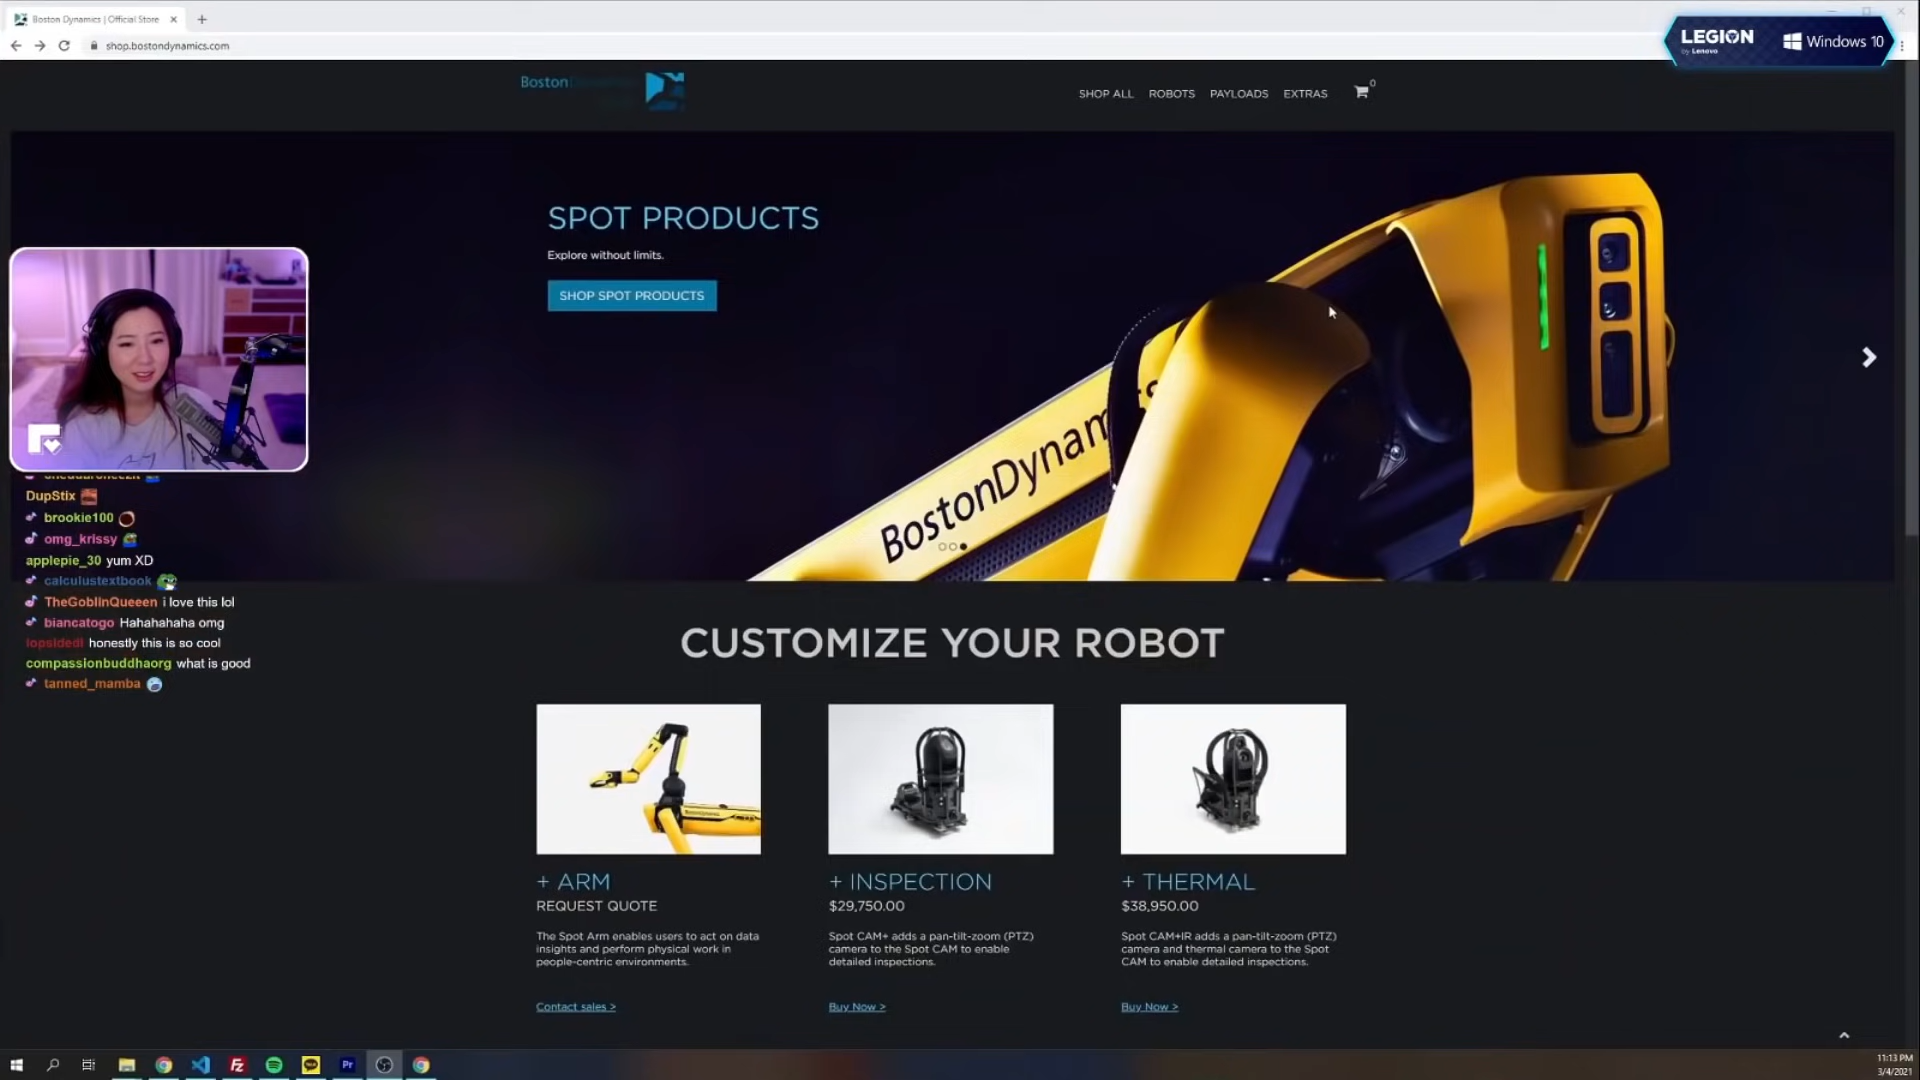 Boston Dynamics | Official Store
shop.bostondynamics.com
LEGION
by Lenovo
Windows 10
Boston
SHOP ALL
ROBOTS
PAYLOADS
EXTRAS
0
SPOT PRODUCTS
Explore without limits.
SHOP SPOT PRODUCTS
BostonDynam
DupStix
brookie100
omg_krissy
applepie_30 yum XD
calculustextbook
TheGoblinQueeen i love this lol
biancatogo Hahahahaha omg
lopsidedl honestly this is so cool
compassionbuddhaorg what is good
tanned_mamba
CUSTOMIZE YOUR ROBOT
+ ARM
REQUEST QUOTE
The Spot Arm enables users to act on data
insights and perform physical work in
people-centric environments.
Contact sales >
+ INSPECTION
$29,750.00
Spot CAM+ adds a pan-tilt-zoom (PTZ)
camera to the Spot CAM to enable
detailed inspections.
Buy Now >
+ THERMAL
$38,950.00
Spot CAM+IR adds a pan-tilt-zoom (PTZ)
camera and thermal camera to the Spot
CAM to enable detailed inspections.
Buy Now >
Fz
Pr
11:13 PM
3/4/2021